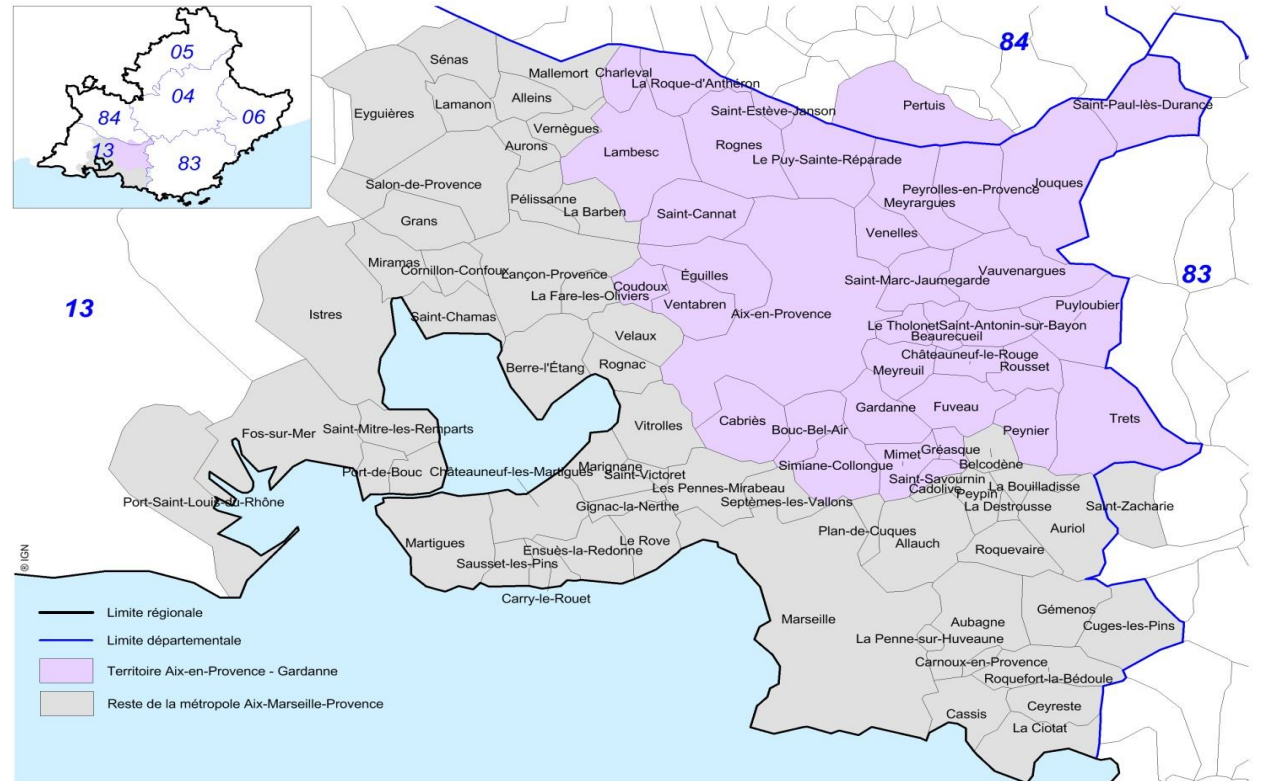 05
04
06
84
13
83
84
83
13
Sénas
Mallemort
Charleval
La Roque-d'Anthéron
Alleins
Lamanon
Eyguières
Saint-Estève-Janson
Pertuis
Saint-Paul-lès-Durance
Vernègues
Aurons
Lambesc
Rognes
Le Puy-Sainte-Réparade
Salon-de-Provence
Pélissanne
La Barben
Peyrolles-en-Provence
Jouques
Meyrargues
Grans
Saint-Cannat
Venelles
Miramas
Cornillon-Confoux
Lançon-Provence
Coudoux
Éguilles
Saint-Marc-Jaumegarde
Vauvenargues
La Fare-les-Oliviers
Ventabren
Aix-en-Provence
Puyloubier
Istres
Saint-Chamas
Velaux
Le Tholonet
Saint-Antonin-sur-Bayon
Beaurecueil
Berre-l'Étang
Rognac
Châteauneuf-le-Rouge
Meyreuil
Rousset
Cabriès
Gardanne
Fuveau
Trets
Fos-sur-Mer
Saint-Mitre-les-Remparts
Vitrolles
Bouc-Bel-Air
Peynier
Port-de-Bouc
Châteauneuf-les-Martigues
Marignane
Simiane-Collongue
Mimet
Gréasque
Belcodène
Saint-Victoret
Saint-Savournin
Les Pennes-Mirabeau
Cadolive
Peypin
La Bouilladisse
Port-Saint-Louis-du-Rhône
Gignac-la-Nerthe
Septèmes-les-Vallons
La Destrousse
Saint-Zacharie
Plan-de-Cuques
Auriol
Martigues
Ensuès-la-Redonne
Le Rove
Allauch
Roquevaire
Sausset-les-Pins
Carry-le-Rouet
Marseille
Gémenos
Aubagne
Cuges-les-Pins
La Penne-sur-Huveaune
Carnoux-en-Provence
Roquefort-la-Bédoule
Cassis
Ceyreste
La Ciotat
® IGN
Limite régionale
Limite départementale
Territoire Aix-en-Provence - Gardanne
Reste de la métropole Aix-Marseille-Provence